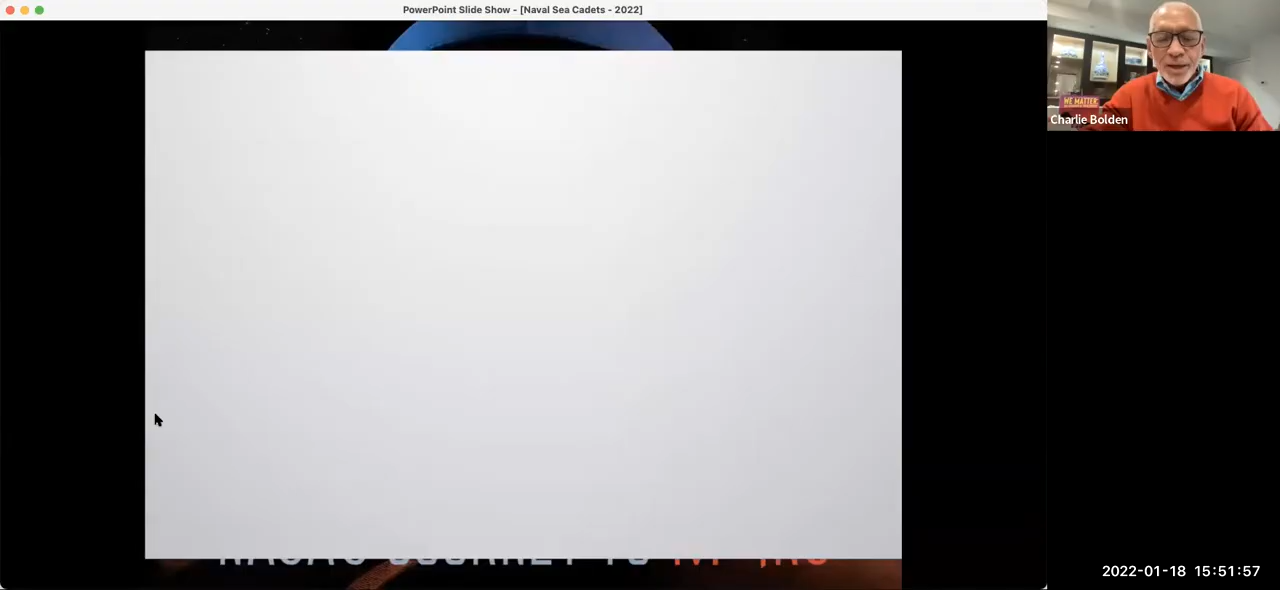 PowerPoint Slide Show - [Naval Sea Cadets - 2022]
WE MATTER
Charlie Bolden
2022-01-18 15:51:57